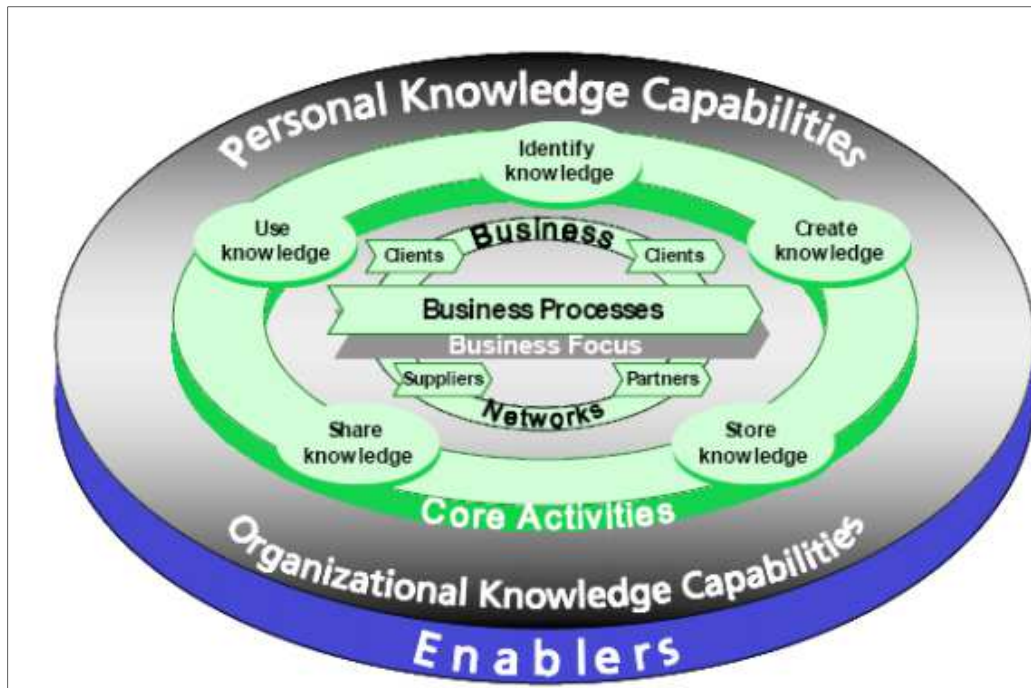 Personal Knowledge Capabilities
Identify
knowledge
Use
knowledge
Create
knowledge
Business
Clients
Clients
Business Processes
Business Focus
Suppliers
Partners
Networks
Share
knowledge
Store
knowledge
Core Activities
Organizational Knowledge Capabilities
Enablers